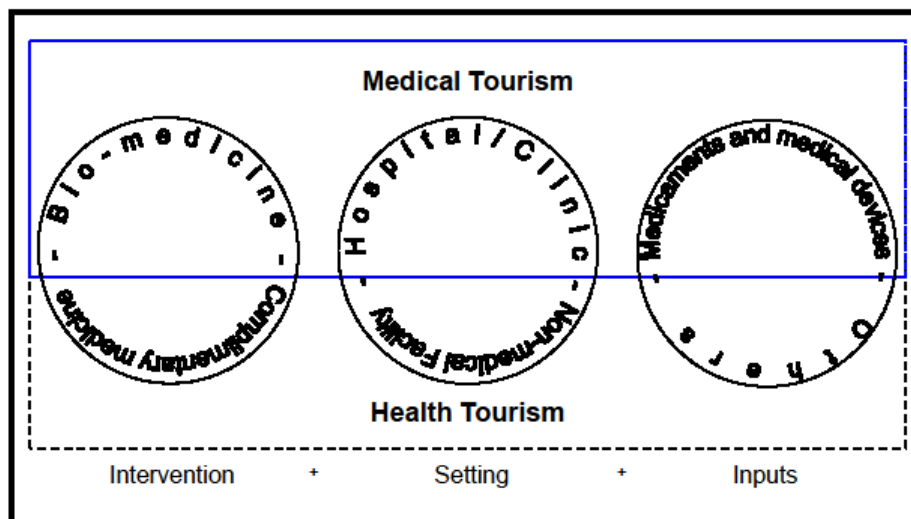 Medical Tourism
- Bio-medicine -
Complimentary medicine
Hospital/Clinic
- Non-medical Facility -
- Medicaments and medical devices -
Others
Health Tourism
Intervention + Setting + Inputs